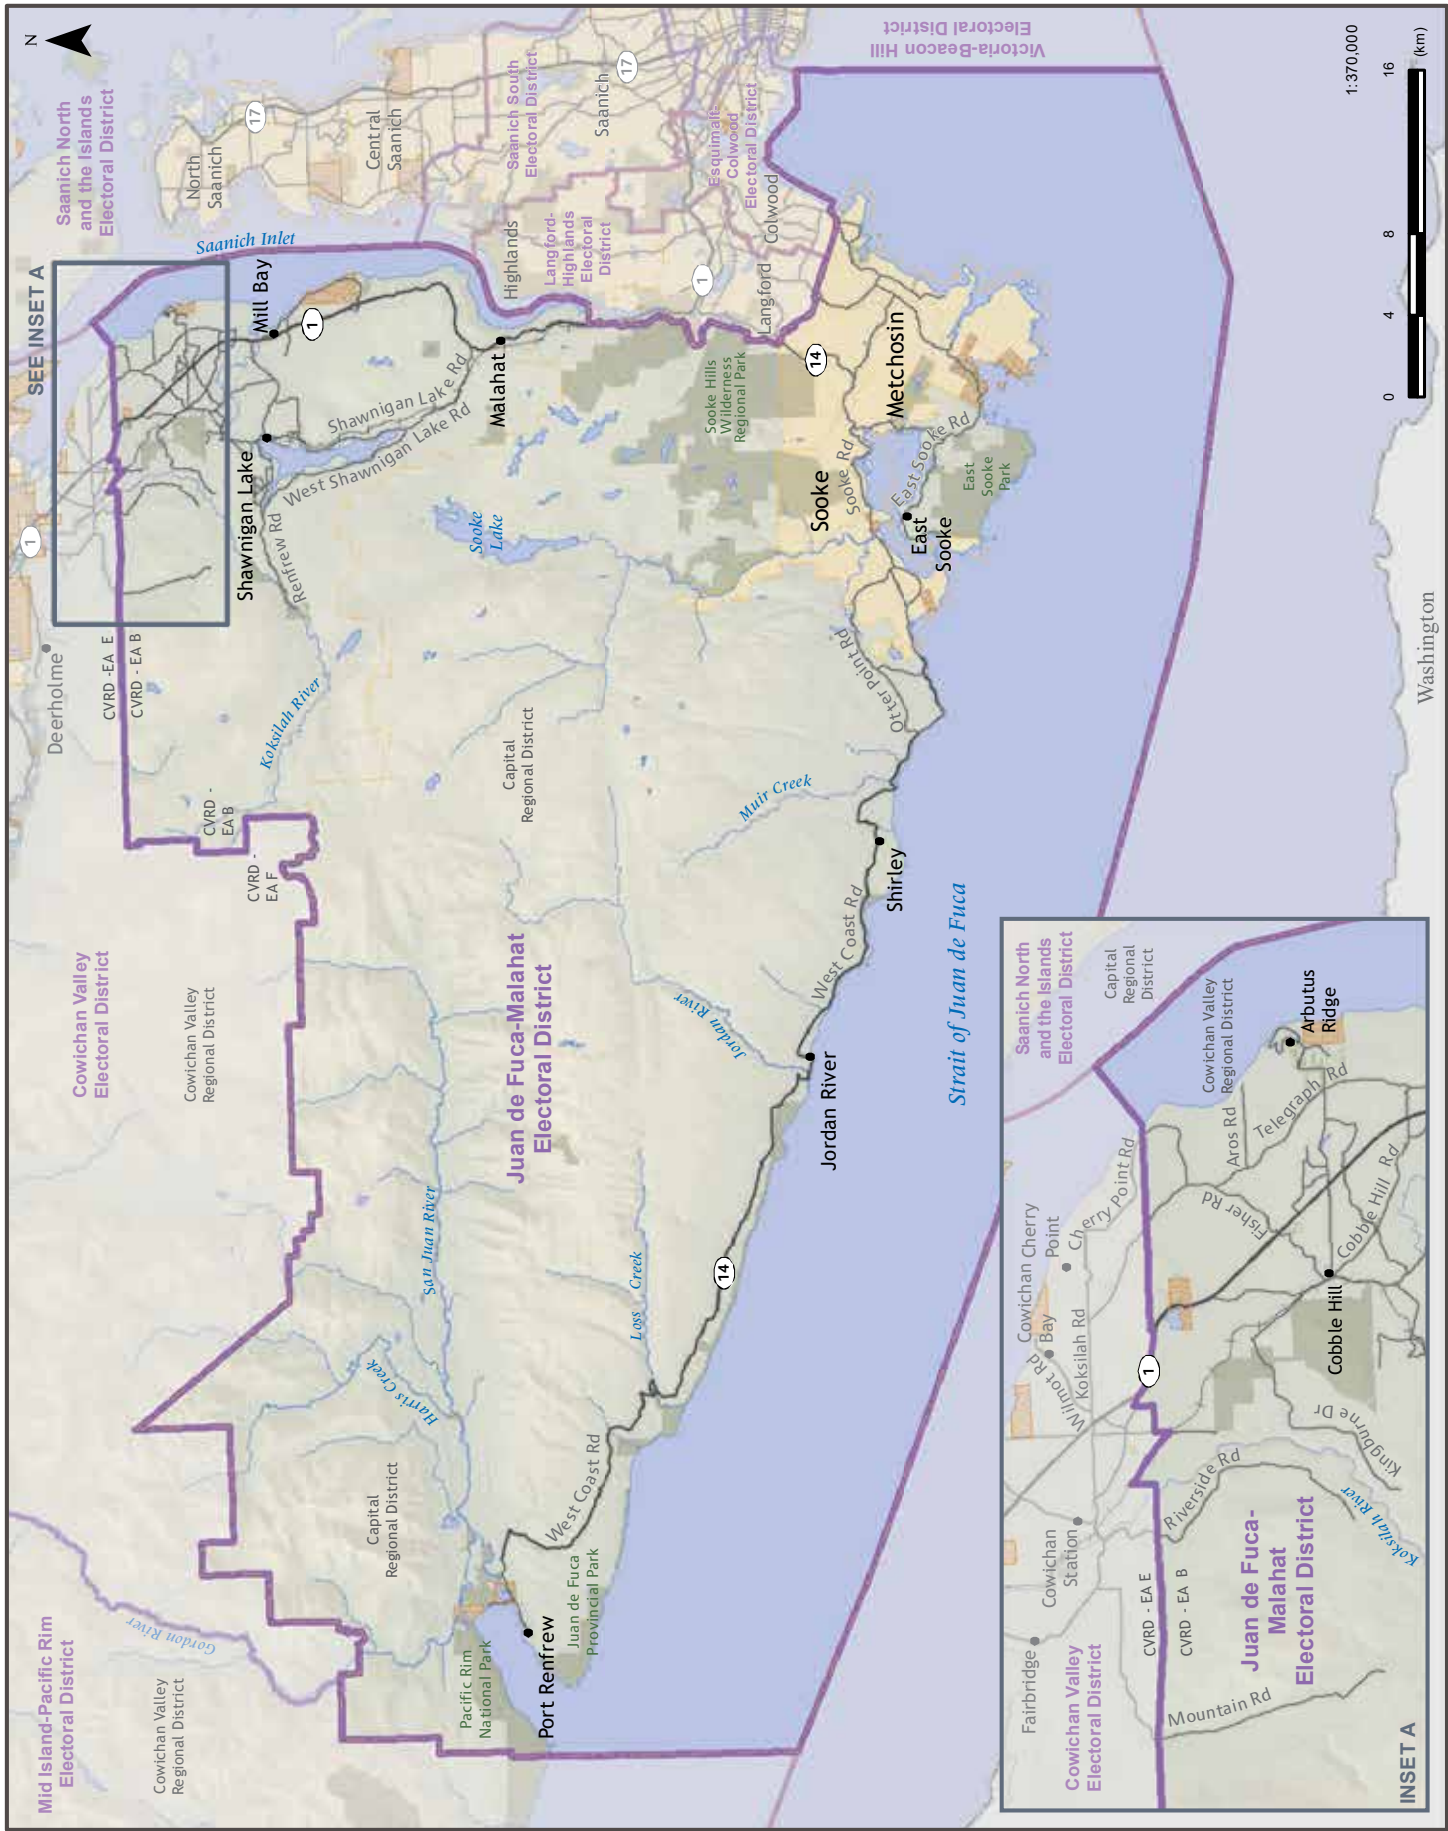 Mid Island-Pacific Rim
Electoral District
Gordon River
Cowichan Valley
Regional District
Cowichan Valley
Electoral District
Cowichan Valley
Regional District
Deerholme
CVRD -EA E
CVRD - EA B
CVRD -
EA B
CVRD -
EA F
Koksilah River
1
SEE INSET A
Saanich North
and the Islands
Electoral District
N
17
North
Saanich
Central
Saanich
Saanich Inlet
Mill Bay
1
Shawnigan Lake
Renfrew Rd
West Shawnigan Lake Rd
Shawnigan Lake Rd
Malahat
Highlands
Langford-
Highlands
Electoral
District
Saanich South
Electoral District
Saanich
17
1
Esquimalt-
Colwood
Electoral District
Langford
Colwood
Victoria-Beacon Hill
Electoral District
Sooke
Lake
Sooke Hills
Wilderness
Regional Park
14
Metchosin
Sooke
Sooke Rd
East Sooke Rd
East
Sooke
East
Sooke
Park
Otter Point Rd
Capital
Regional District
Muir Creek
Shirley
West Coast Rd
Juan de Fuca-Malahat
Electoral District
Jordan River
Jordan River
San Juan River
Harris Creek
Capital
Regional District
Loss Creek
14
West Coast Rd
Pacific Rim
National Park
Port Renfrew
Juan de Fuca
Provincial Park
Strait of Juan de Fuca
Washington
1:370,000
0 4 8 16
(km)
Saanich North
and the Islands
Electoral District
Capital
Regional
District
Cowichan Valley
Regional District
Arbutus
Ridge
Telegraph Rd
Aros Rd
Cherry Point Rd
Cowichan
Bay
Cherry
Point
Wilmot Rd
Koksilah Rd
Fisher Rd
Cobble Hill Rd
Cobble Hill
1
Cowichan
Station
Fairbridge
Riverside Rd
Kingburne Dr
Koksilah River
CVRD - EA E
CVRD - EA B
Cowichan Valley
Electoral District
Juan de Fuca-
Malahat
Electoral District
Mountain Rd
INSET A